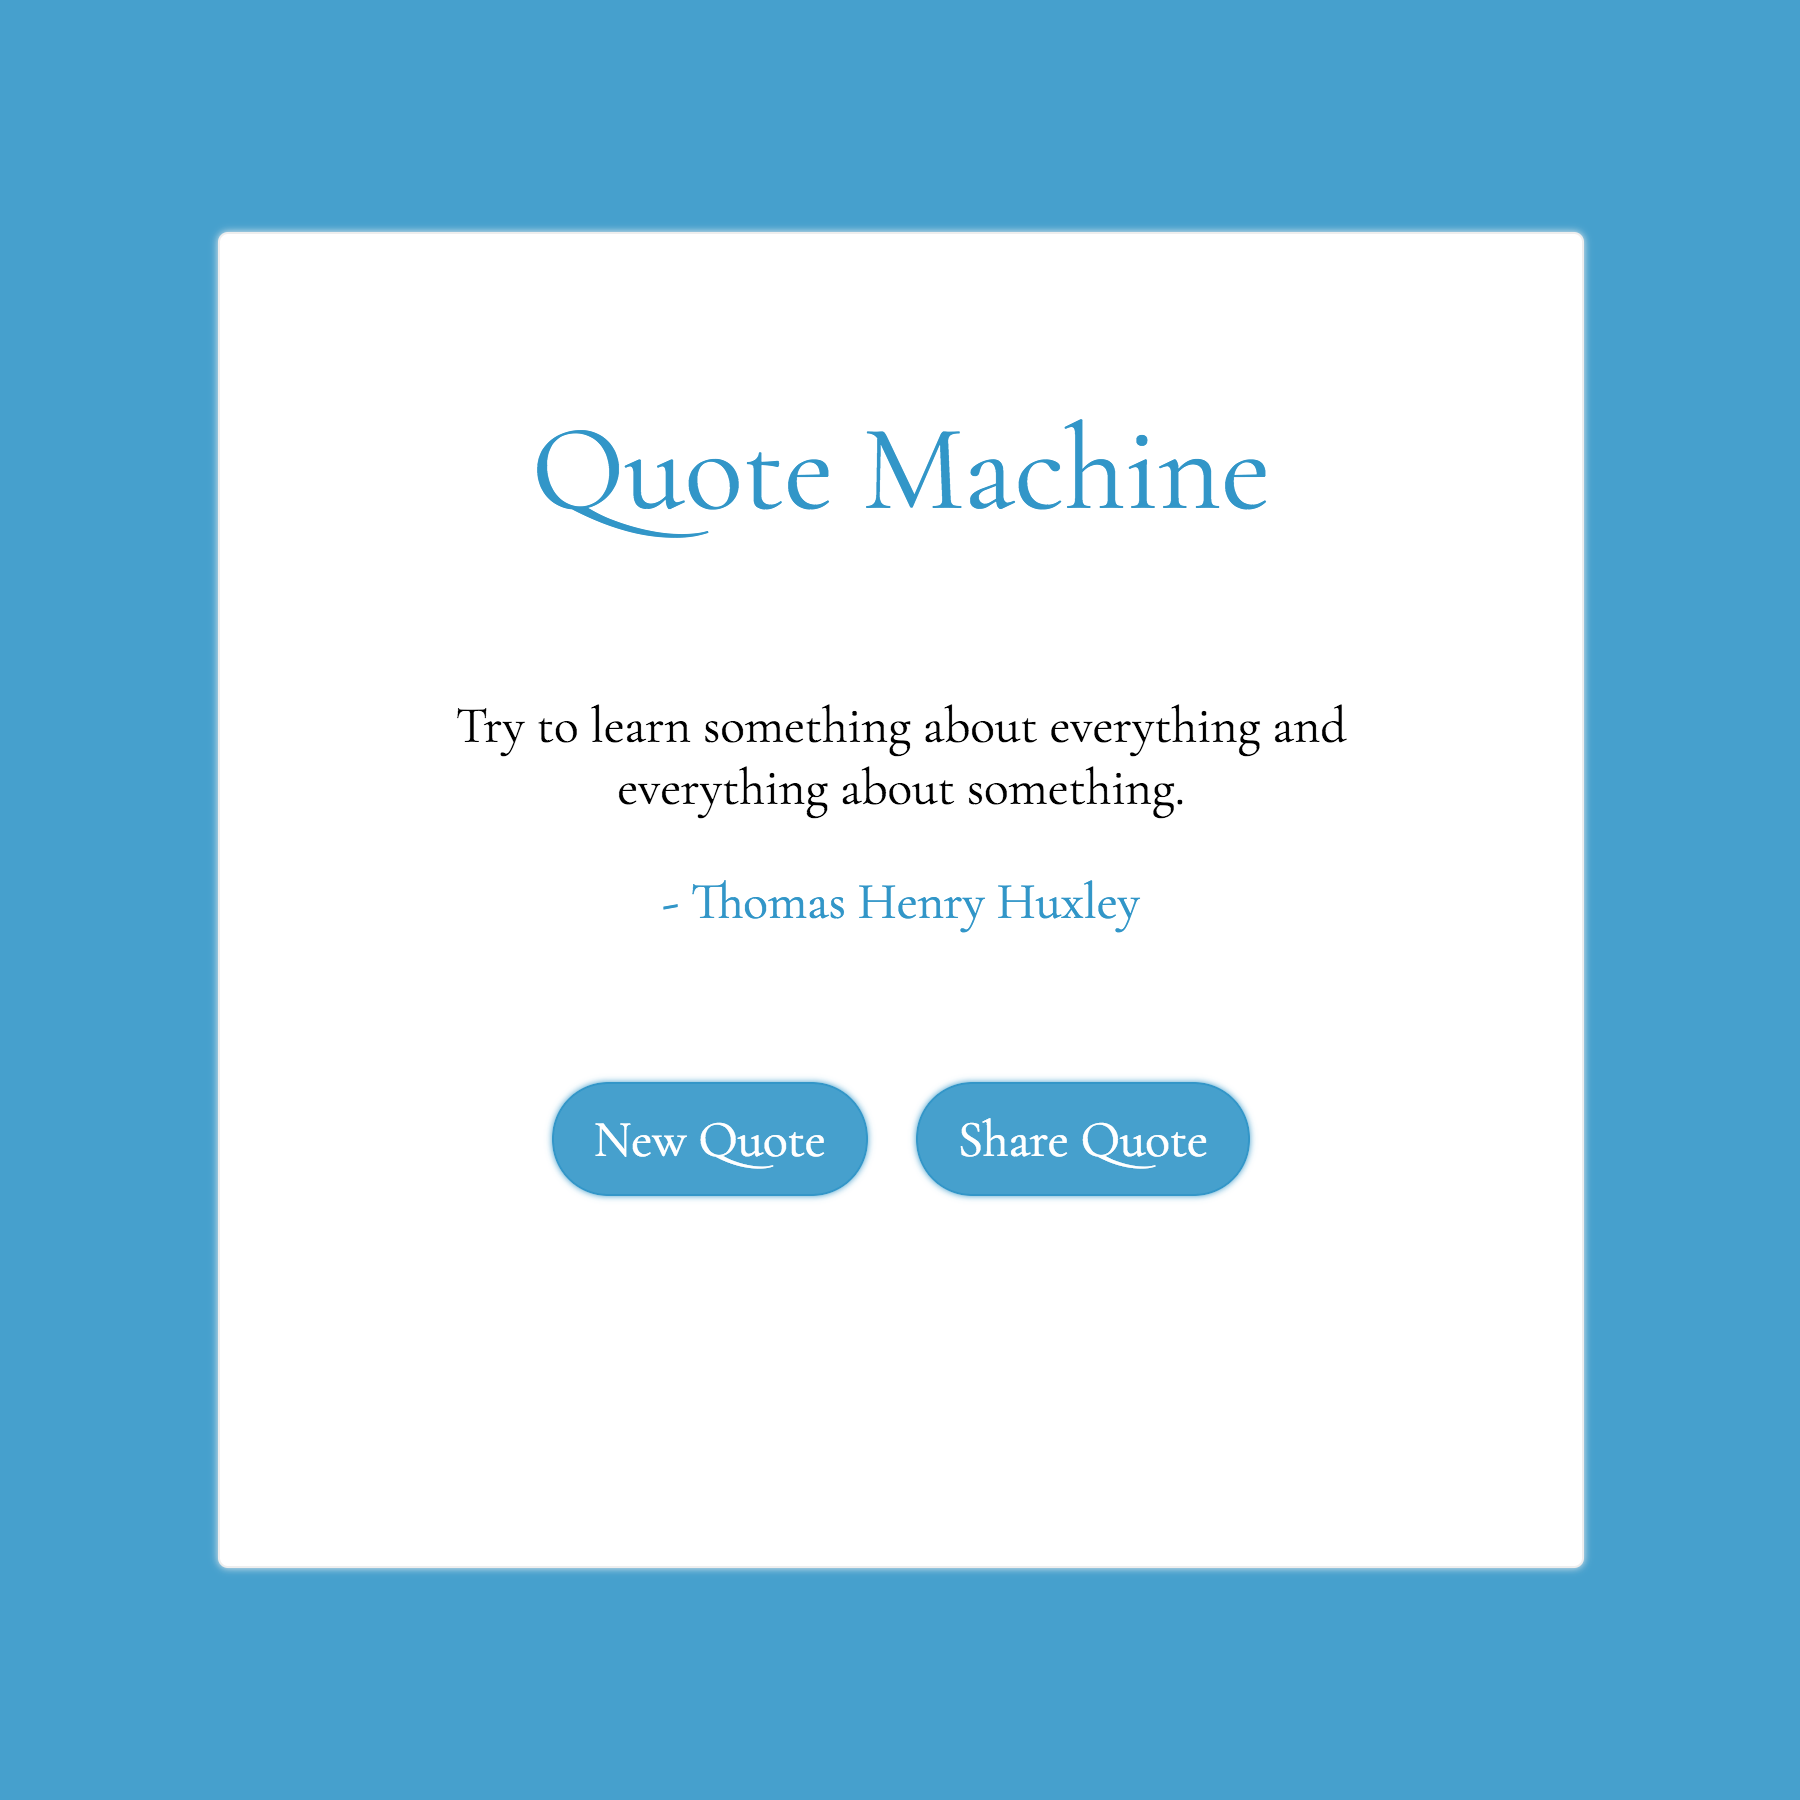 Quote Machine
Try to learn something about everything and
everything about something.
- Thomas Henry Huxley
New Quote
Share Quote